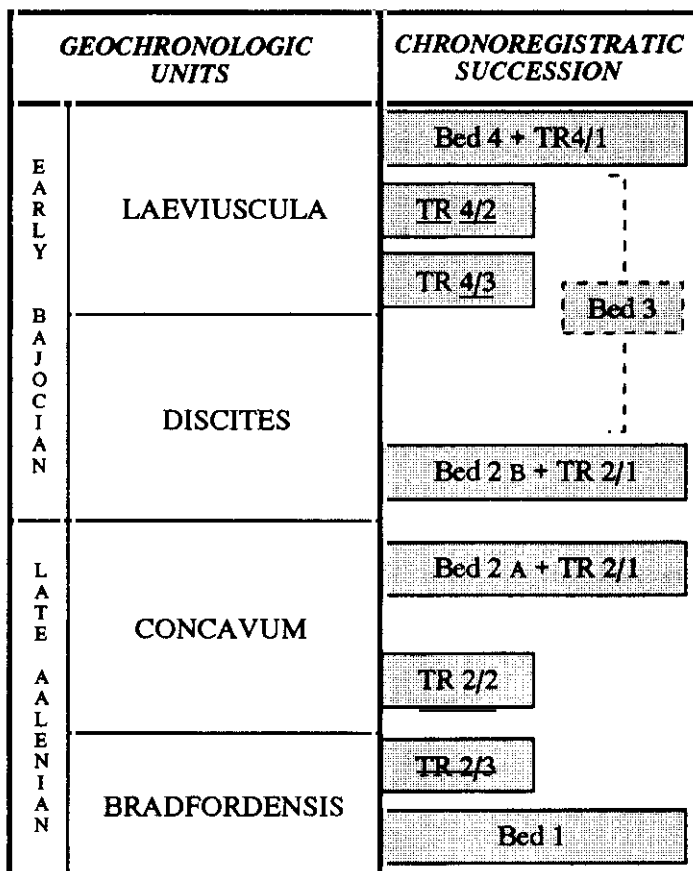 GEOCHRONOLOGIC
UNITS
CHRONOREGISTRATIC
SUCCESSION
EARLY BAJOCIAN
LAEVIUSCULA
Bed 4 + TR4/1
TR 4/2
TR 4/3
Bed 3
DISCITES
Bed 2 B + TR 2/1
LATE AALENIAN
CONCAVUM
Bed 2 A + TR 2/1
TR 2/2
BRADFORDENSIS
TR 2/3
Bed 1